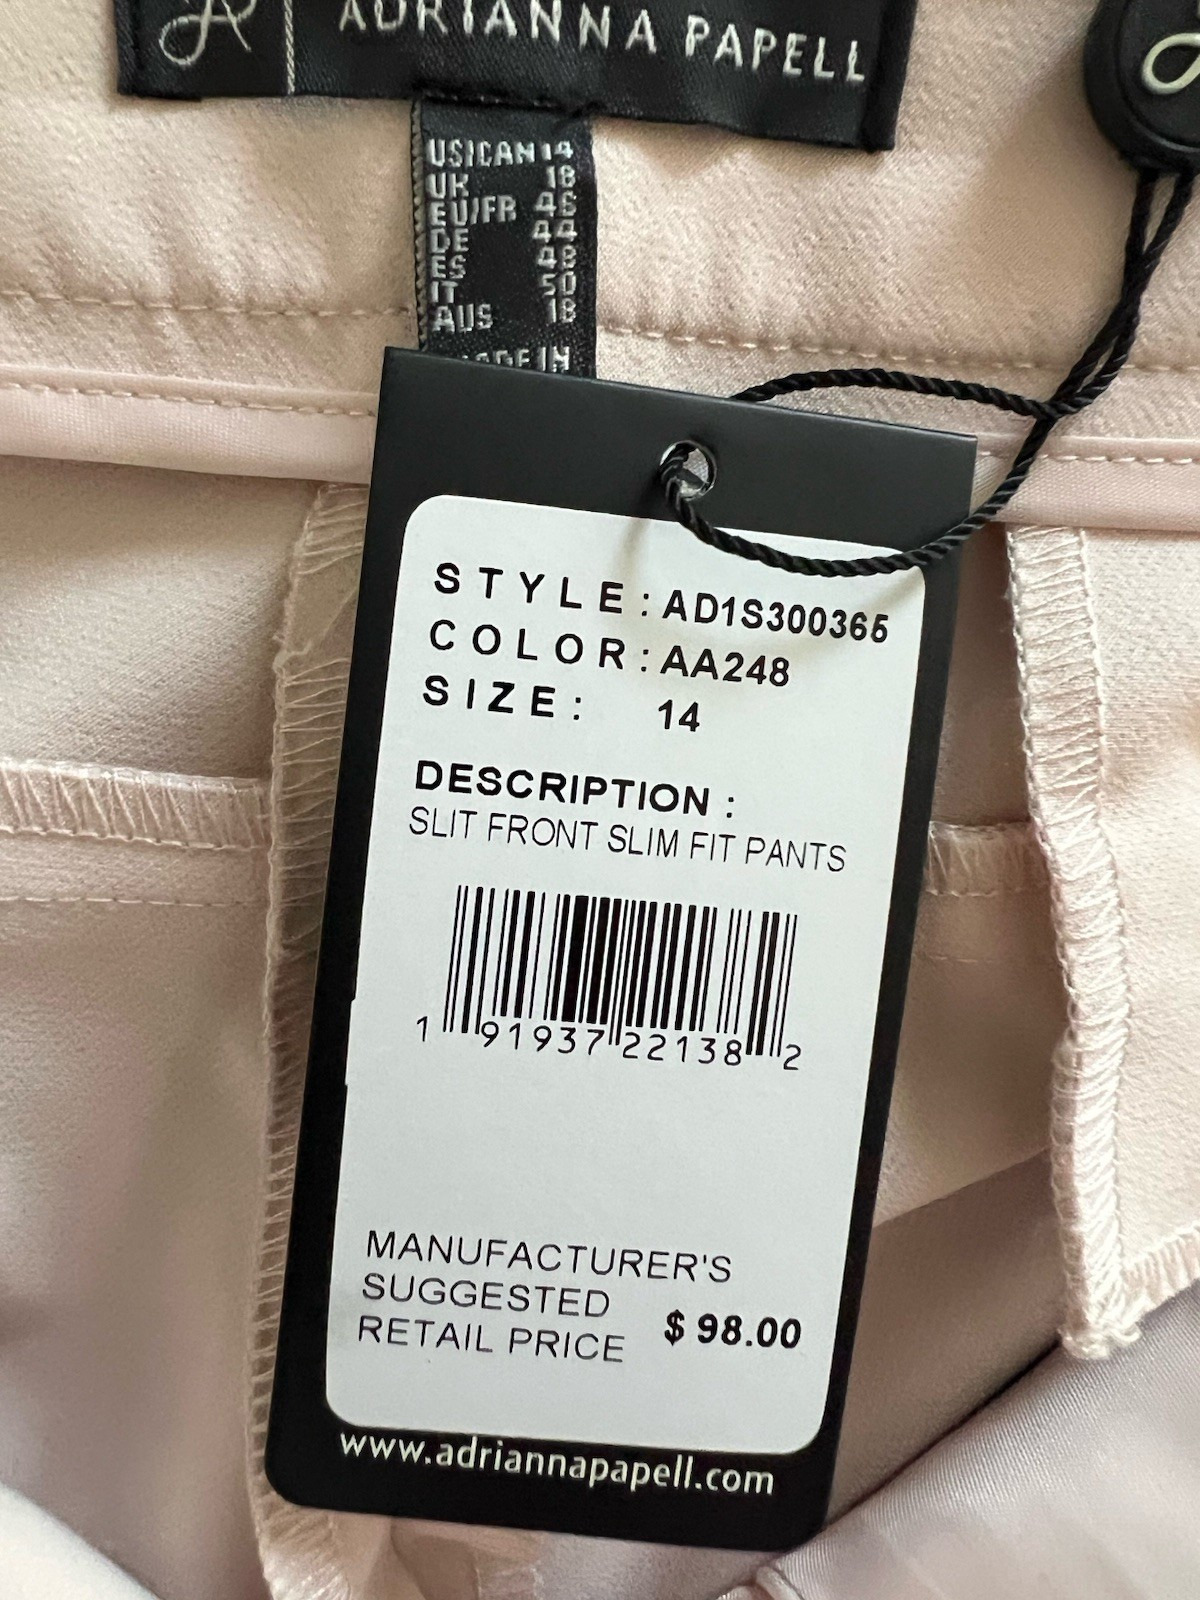 ADRIANNA PAPELL
US/CAN 14
UK 18
EU/FR 46
DE 44
ES 48
IT 50
AUS 18
IN
STYLE: AD1S300365
COLOR: AA248
SIZE: 14
DESCRIPTION :
SLIT FRONT SLIM FIT PANTS
1 91937 22138 2
MANUFACTURER'S
SUGGESTED
RETAIL PRICE $ 98.00
www.adriannapapell.com